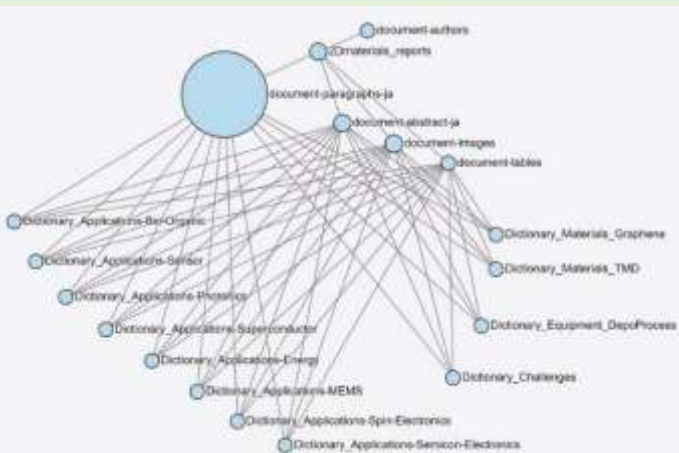 document-authors
2Dmaterials_reports
document-paragraphs-ja
document-abstract-ja
document-images
document-tables
Dictionary_Applications-Bio-Organic
Dictionary_Materials_Graphene
Dictionary_Applications-Sensor
Dictionary_Materials_TMD
Dictionary_Applications-Photonics
Dictionary_Applications-Superconductor
Dictionary_Equipment_DepoProcess
Dictionary_Applications-Energy
Dictionary_Challenges
Dictionary_Applications-MEMS
Dictionary_Applications-Spin-Electronics
Dictionary_Applications-Semicon-Electronics